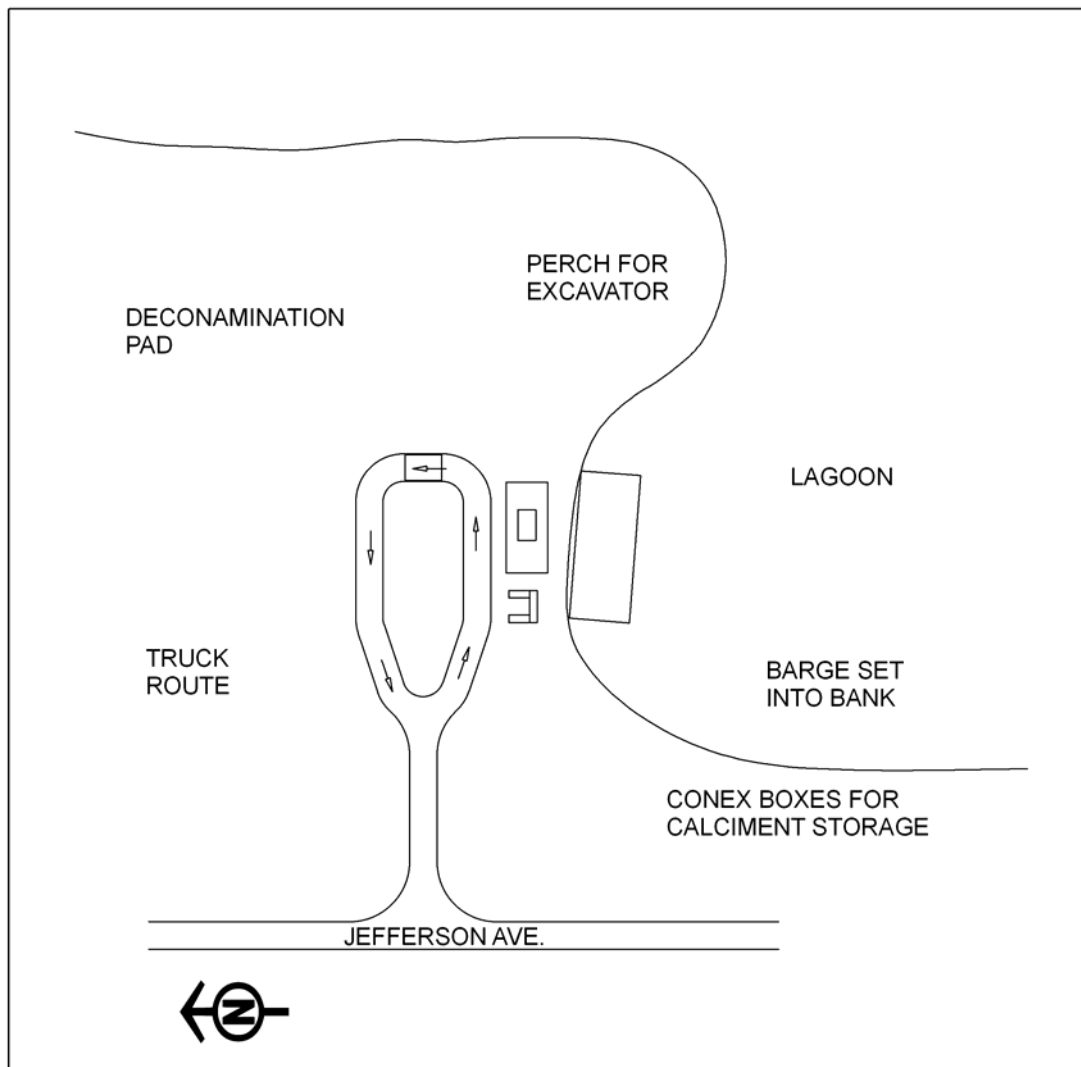 PERCH FOR
EXCAVATOR
DECONAMINATION
PAD
LAGOON
TRUCK
ROUTE
BARGE SET
INTO BANK
CONEX BOXES FOR
CALCIMENT STORAGE
JEFFERSON AVE.
N